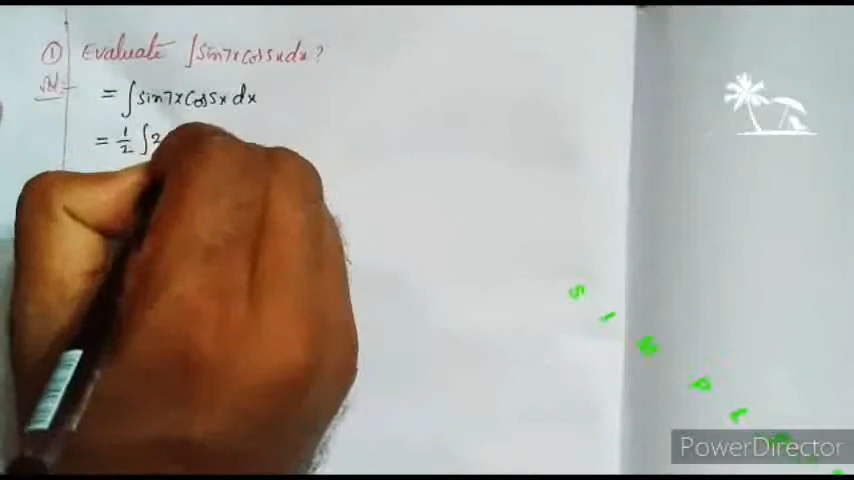 ① Evaluate ∫sin7x cos5x dx ?
Sol:-
= ∫sin7x cos5x dx
= 1/2 ∫2
S I M P L
PowerDirector